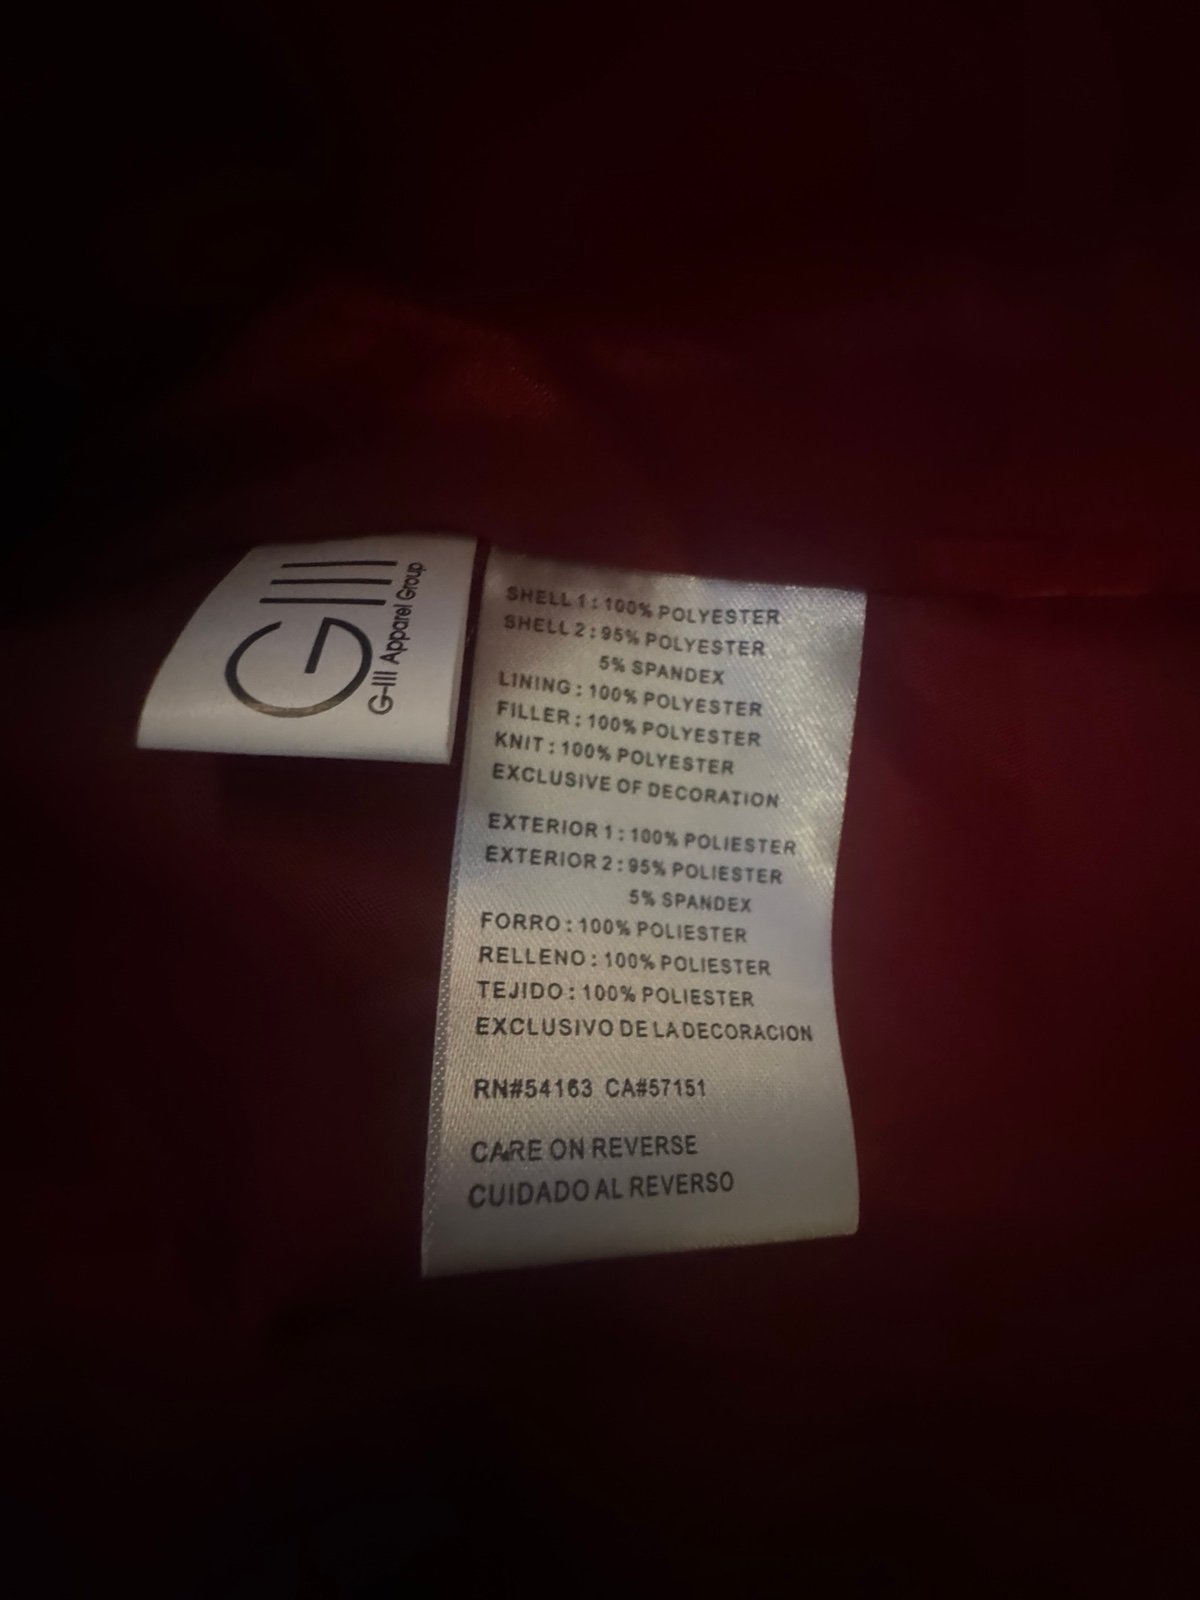 GIII
G-III Apparel Group
SHELL 1 : 100% POLYESTER
SHELL 2 : 95% POLYESTER
5% SPANDEX
LINING : 100% POLYESTER
FILLER : 100% POLYESTER
KNIT : 100% POLYESTER
EXCLUSIVE OF DECORATION
EXTERIOR 1 : 100% POLIESTER
EXTERIOR 2 : 95% POLIESTER
5% SPANDEX
FORRO : 100% POLIESTER
RELLENO : 100% POLIESTER
TEJIDO : 100% POLIESTER
EXCLUSIVO DE LA DECORACION
RN#54163 CA#57151
CARE ON REVERSE
CUIDADO AL REVERSO